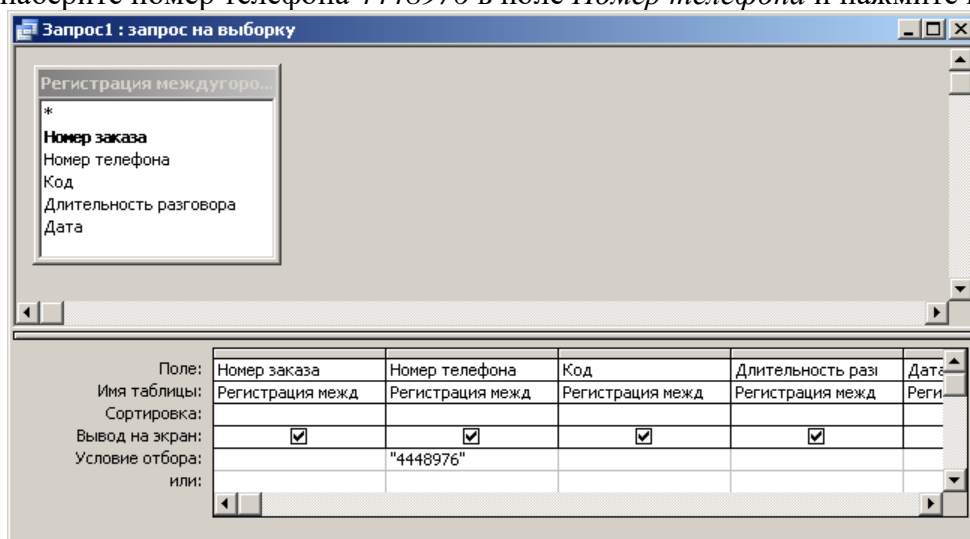 наберите номер телефона 4448976 в поле Номер телефона и нажмите
Запрос1 : запрос на выборку
Регистрация междугоро...
*
Номер заказа
Номер телефона
Код
Длительность разговора
Дата
Поле: Номер заказа Номер телефона Код Длительность разг Дата
Имя таблицы: Регистрация межд Регистрация межд Регистрация межд Регистрация межд Реги
Сортировка:
Вывод на экран:
Условие отбора: "4448976"
или: